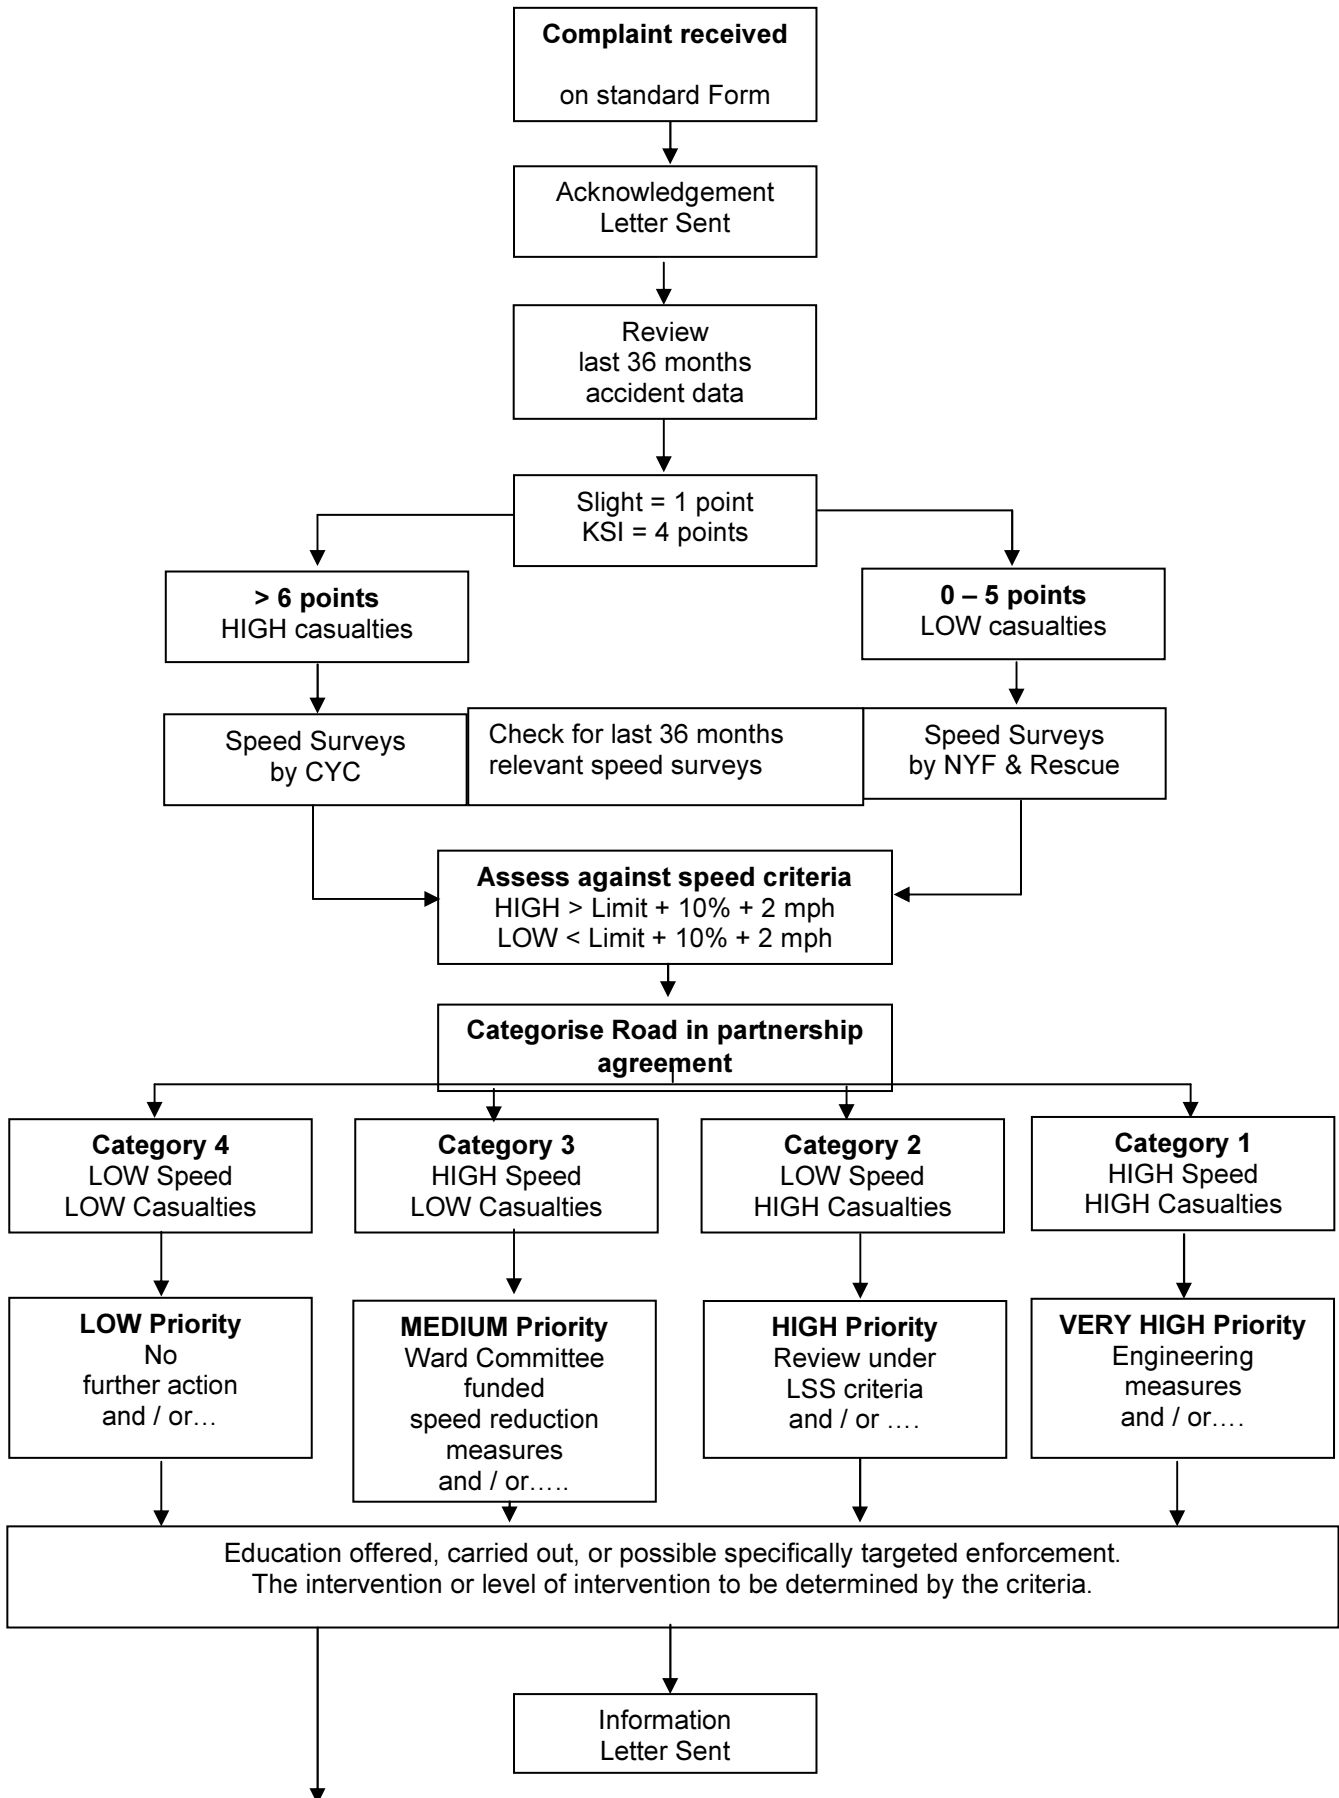 Complaint received
on standard Form
Acknowledgement
Letter Sent
Review
last 36 months
accident data
Slight = 1 point
KSI = 4 points
> 6 points
HIGH casualties
0 – 5 points
LOW casualties
Speed Surveys
by CYC
Check for last 36 months
relevant speed surveys
Speed Surveys
by NYF & Rescue
Assess against speed criteria
HIGH > Limit + 10% + 2 mph
LOW < Limit + 10% + 2 mph
Categorise Road in partnership
agreement
Category 4
LOW Speed
LOW Casualties
Category 3
HIGH Speed
LOW Casualties
Category 2
LOW Speed
HIGH Casualties
Category 1
HIGH Speed
HIGH Casualties
LOW Priority
No
further action
and / or…
MEDIUM Priority
Ward Committee
funded
speed reduction
measures
and / or…..
HIGH Priority
Review under
LSS criteria
and / or ….
VERY HIGH Priority
Engineering
measures
and / or….
Education offered, carried out, or possible specifically targeted enforcement.
The intervention or level of intervention to be determined by the criteria.
Information
Letter Sent